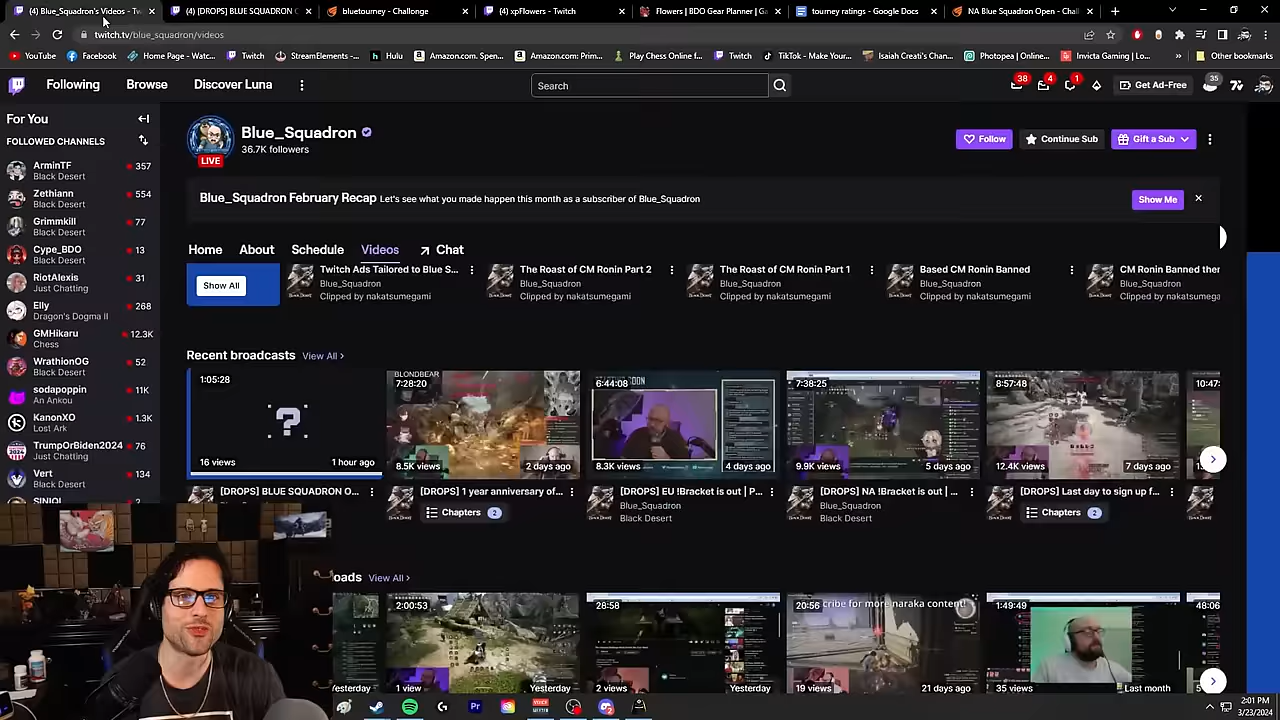 (4) Blue_Squadron's Videos - Tw
(4) [DROPS] BLUE SQUADRON O
bluetourney - Challonge
(4) xpFlowers - Twitch
Flowers | BDO Gear Planner | Ga
tourney ratings - Google Docs
NA Blue Squadron Open - Chall
twitch.tv/blue_squadron/videos
YouTube
Facebook
Home Page - Watc...
Twitch
StreamElements -...
Hulu
Amazon.com. Spen...
Amazon.com: Prim...
Play Chess Online f...
Twitch
TikTok - Make Your...
Isaiah Creati's Chan...
Photopea | Online...
Invicta Gaming | Lo...
Other bookmarks
Following
Browse
Discover Luna
Search
38
4
1
Get Ad-Free
35
For You
FOLLOWED CHANNELS
ArminTF
357
Black Desert
Zethiann
554
Black Desert
Grimmkill
77
Black Desert
Cype_BDO
13
Black Desert
RiotAlexis
31
Just Chatting
Elly
268
Dragon's Dogma II
GMHikaru
12.3K
Chess
WrathionOG
52
Black Desert
sodapoppin
11K
An Ankou
KanonXO
1.3K
Lost Ark
TrumpOrBiden2024
76
Just Chatting
Vert
134
Black Desert
Blue_Squadron
36.7K followers
LIVE
Follow
Continue Sub
Gift a Sub
Blue_Squadron February Recap Let's see what you made happen this month as a subscriber of Blue_Squadron
Show Me
Home
About
Schedule
Videos
Chat
Show All
Twitch Ads Tailored to Blue S...
Blue_Squadron
Clipped by nakatsumegami
The Roast of CM Ronin Part 2
Blue_Squadron
Clipped by nakatsumegami
The Roast of CM Ronin Part 1
Blue_Squadron
Clipped by nakatsumegami
Based CM Ronin Banned
Blue_Squadron
Clipped by nakatsumegami
CM Ronin Banned ther
Blue_Squadron
Clipped by nakatsumega
Recent broadcasts View All
1:05:28
16 views
1 hour ago
[DROPS] BLUE SQUADRON O...
BLONDBEAR
7:28:20
8.5K views
2 days ago
[DROPS] 1 year anniversary of...
Chapters 2
6:44:08
8.3K views
4 days ago
[DROPS] EU !Bracket is out | P...
Blue_Squadron
Black Desert
7:38:25
9.9K views
5 days ago
[DROPS] NA !Bracket is out | ...
Blue_Squadron
Black Desert
8:57:48
12.4K views
7 days ago
[DROPS] Last day to sign up f...
Chapters 2
10:47:
oads View All
Yesterday
2:00:53
1 view
Yesterday
28:58
2 views
Yesterday
20:56
cribe for more naraka content!
19 views
21 days ago
1:49:49
35 views
Last month
48:06
2:01 PM
3/23/2024